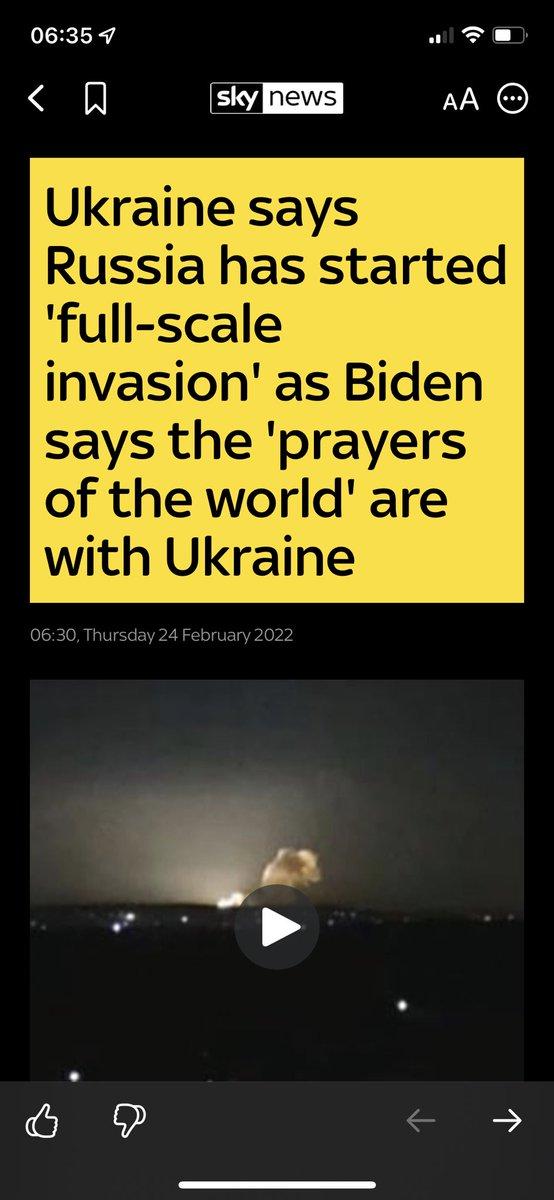 06:35
sky news
AA
Ukraine says
Russia has started
'full-scale
invasion' as Biden
says the 'prayers
of the world' are
with Ukraine
06:30, Thursday 24 February 2022